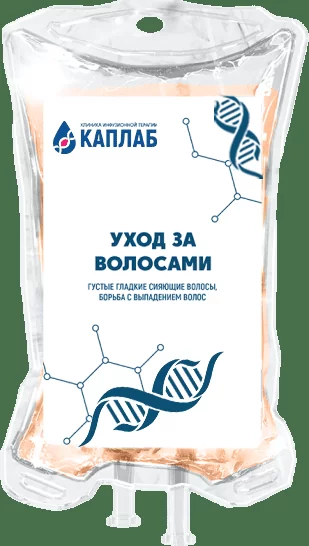 КЛИНИКА ИНФУЗИОННОЙ ТЕРАПИИ
КАПЛАБ
УХОД ЗА
ВОЛОСАМИ
ГУСТЫЕ ГЛАДКИЕ СИЯЮЩИЕ ВОЛОСЫ,
БОРЬБА С ВЫПАДЕНИЕМ ВОЛОС